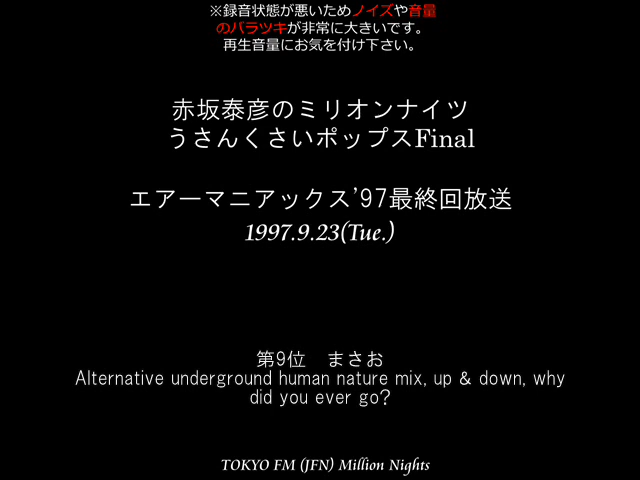 ※録音状態が悪いためノイズや音量
のバラツキが非常に大きいです。
再生音量にお気を付け下さい。
赤坂泰彦のミリオンナイツ
うさんくさいポップスFinal
エアーマニアックス’97最終回放送
1997.9.23(Tue.)
第9位　まさお
Alternative underground human nature mix, up & down, why
did you ever go?
TOKYO FM (JFN) Million Nights